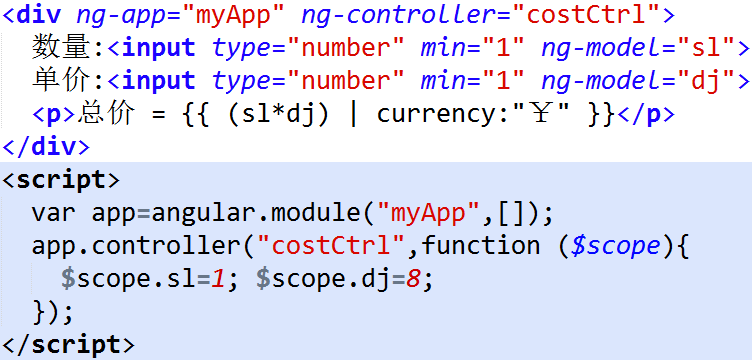 <div ng-app="myApp" ng-controller="costCtrl">
  数量:<input type="number" min="1" ng-model="sl">
  单价:<input type="number" min="1" ng-model="dj">
  <p>总价 = {{ (sl*dj) | currency:"￥" }}</p>
</div>
<script>
  var app=angular.module("myApp",[]);
  app.controller("costCtrl",function ($scope){
    $scope.sl=1; $scope.dj=8;
  });
</script>